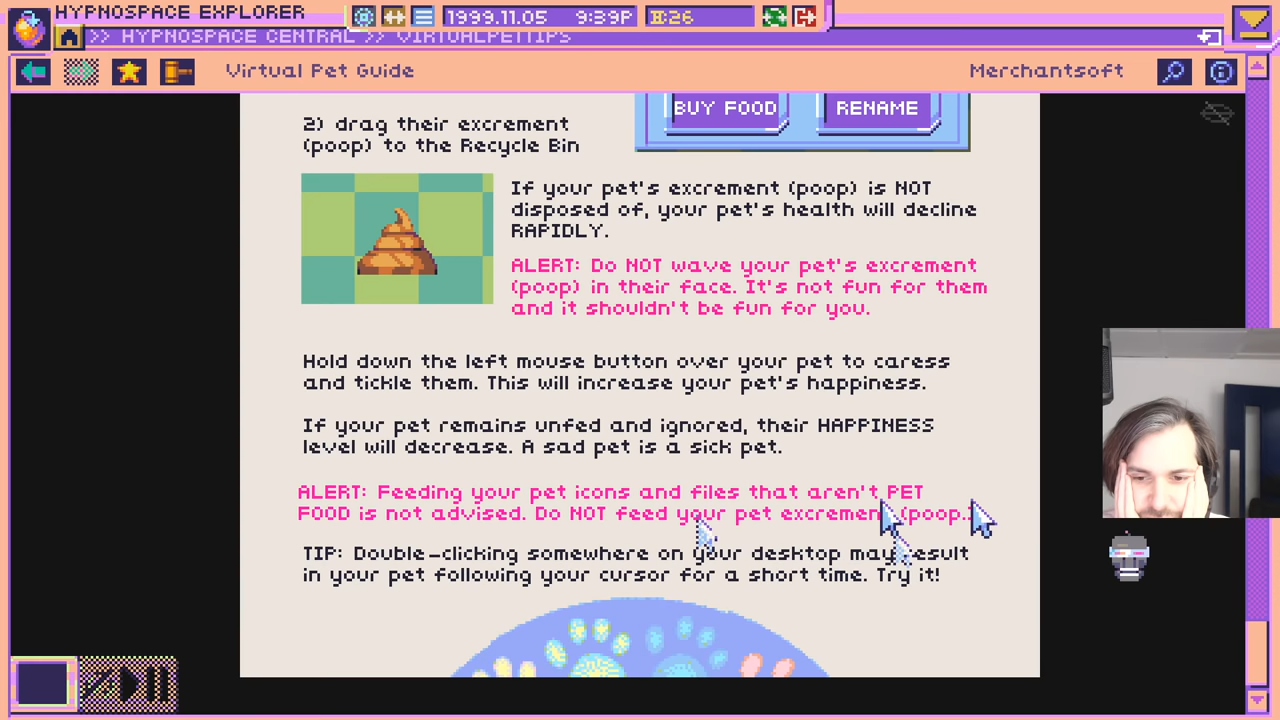 HYPNOSPACE EXPLORER
1999.11.05 9:39P
:26
>> HYPNOSPACE CENTRAL >> VIRTUALPETTIPS
Virtual Pet Guide
Merchantsoft
BUY FOOD
RENAME
2) drag their excrement
(poop) to the Recycle Bin
If your pet's excrement (poop) is NOT
disposed of, your pet's health will decline
RAPIDLY.
ALERT: Do NOT wave your pet's excrement
(poop) in their face. It's not fun for them
and it shouldn't be fun for you.
Hold down the left mouse button over your pet to caress
and tickle them. This will increase your pet's happiness.
If your pet remains unfed and ignored, their HAPPINESS
level will decrease. A sad pet is a sick pet.
ALERT: Feeding your pet icons and files that aren't PET
FOOD is not advised. Do NOT feed your pet excrement (poop.)
TIP: Double-clicking somewhere on your desktop may result
in your pet following your cursor for a short time. Try it!